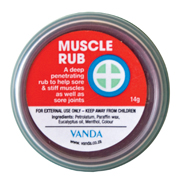 MUSCLE
RUB
A deep
penetrating
rub to help sore
& stiff muscles
as well as
sore joints
14g
FOR EXTERNAL USE ONLY - KEEP AWAY FROM CHILDREN
Ingredients: Petrolatum, Paraffin wax,
Eucalyptus oil, Menthol, Colour
VANDA
www.vanda.co.za